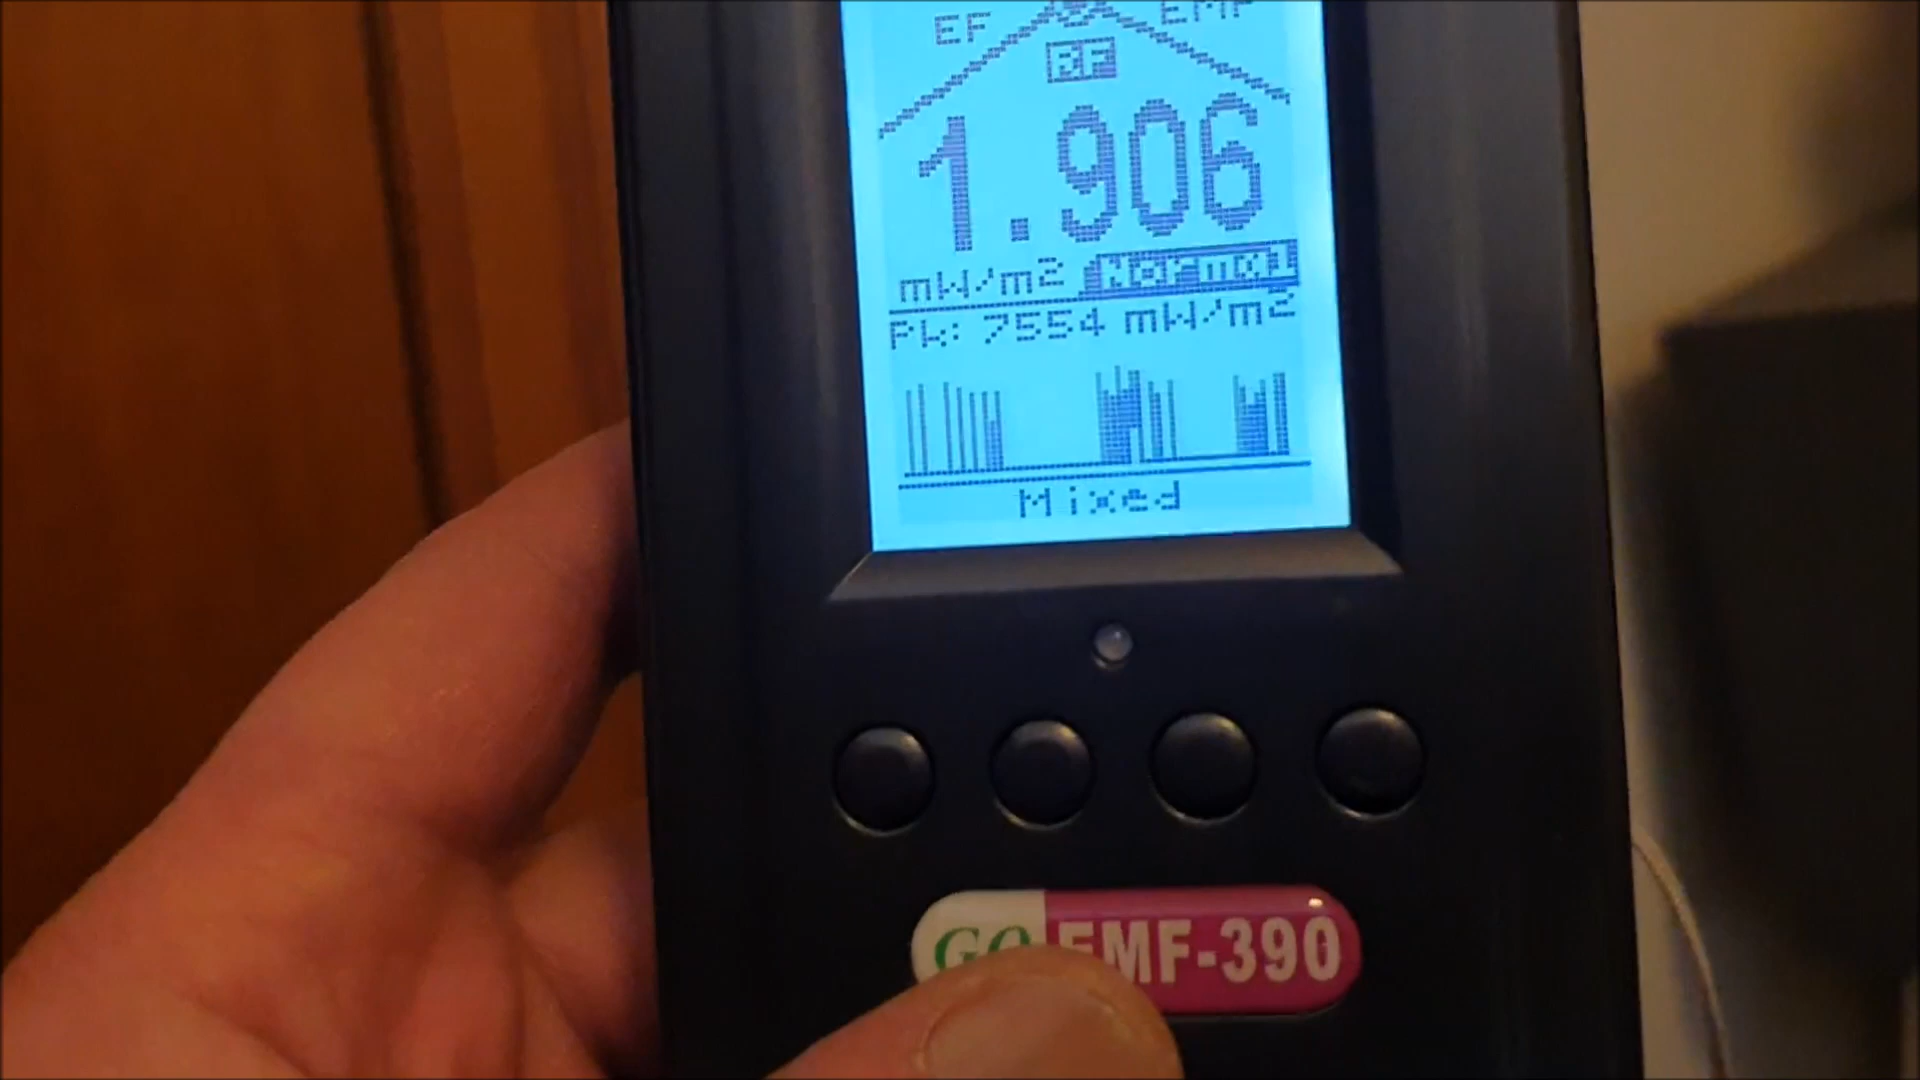 EF EMF
RF
1.906
mW/m2 Normal
Pk: 7554 mW/m2
Mixed
GQ EMF-390